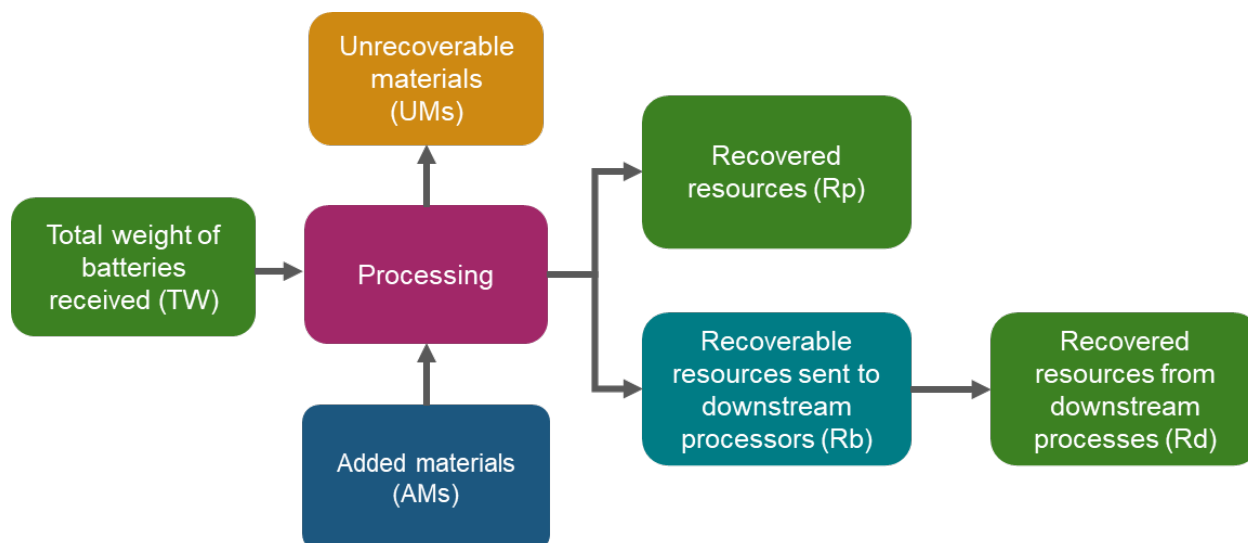 Unrecoverable
materials
(UMs)
Recovered
resources (Rp)
Total weight of
batteries
received (TW)
Processing
Recoverable
resources sent to
downstream
processors (Rb)
Recovered
resources from
downstream
processes (Rd)
Added materials
(AMs)